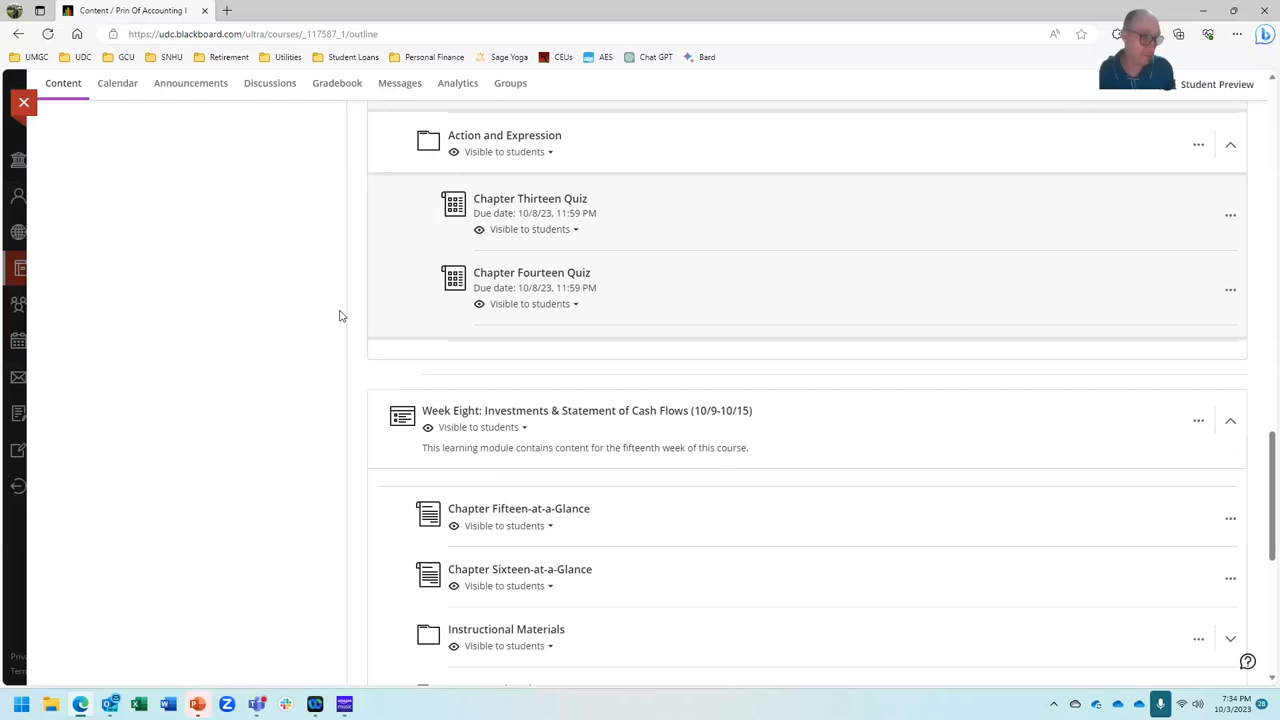 Content / Prin Of Accounting I
https://udc.blackboard.com/ultra/courses/_117587_1/outline
UMGC
UDC
GCU
SNHU
Retirement
Utilities
Student Loans
Personal Finance
Sage Yoga
CEUs
AES
Chat GPT
Bard
Content
Calendar
Announcements
Discussions
Gradebook
Messages
Analytics
Groups
Student Preview
Action and Expression
Visible to students
Chapter Thirteen Quiz
Due date: 10/8/23, 11:59 PM
Visible to students
Chapter Fourteen Quiz
Due date: 10/8/23, 11:59 PM
Visible to students
Week Eight: Investments & Statement of Cash Flows (10/9-10/15)
Visible to students
This learning module contains content for the fifteenth week of this course.
Chapter Fifteen-at-a-Glance
Visible to students
Chapter Sixteen-at-a-Glance
Visible to students
Instructional Materials
Visible to students
Priv
Term
7:34 PM
10/3/2023
28